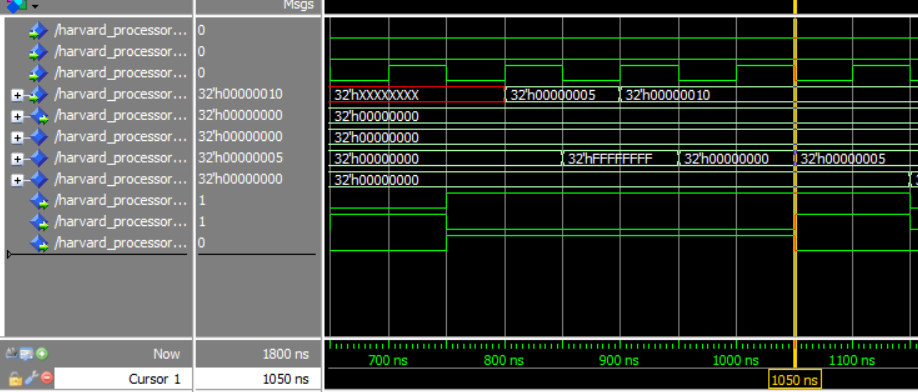 Msgs
/harvard_processor... 0
/harvard_processor... 0
/harvard_processor... 0
/harvard_processor... 32'h00000010 32'hXXXXXXXX 32'h00000005 32'h00000010
/harvard_processor... 32'h00000000 32'h00000000
/harvard_processor... 32'h00000000 32'h00000000
/harvard_processor... 32'h00000005 32'h00000000 32'hFFFFFFFF 32'h00000000 32'h00000005
/harvard_processor... 32'h00000000 32'h00000000
/harvard_processor... 1
/harvard_processor... 1
/harvard_processor... 0
Now 1800 ns 700 ns 800 ns 900 ns 1000 ns 1100 ns
Cursor 1 1050 ns 1050 ns